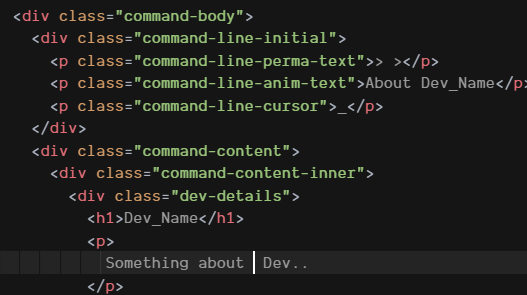 <div class="command-body">
<div class="command-line-initial">
<p class="command-line-perma-text">>> ></p>
<p class="command-line-anim-text">About Dev_Name</p
<p class="command-line-cursor">_</p>
</div>
<div class="command-content">
<div class="command-content-inner">
<div class="dev-details">
<h1>Dev_Name</h1>
<p>
Something about  Dev..
</p>